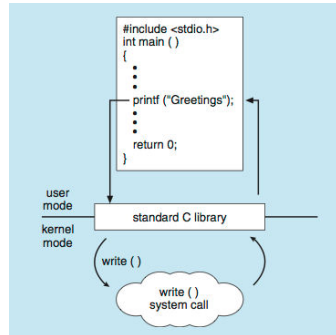 #include <stdio.h>
int main ( )
{
•
•
•
printf ("Greetings");
•
•
•
return 0;
}
user
mode
standard C library
kernel
mode
write ( )
write ( )
system call